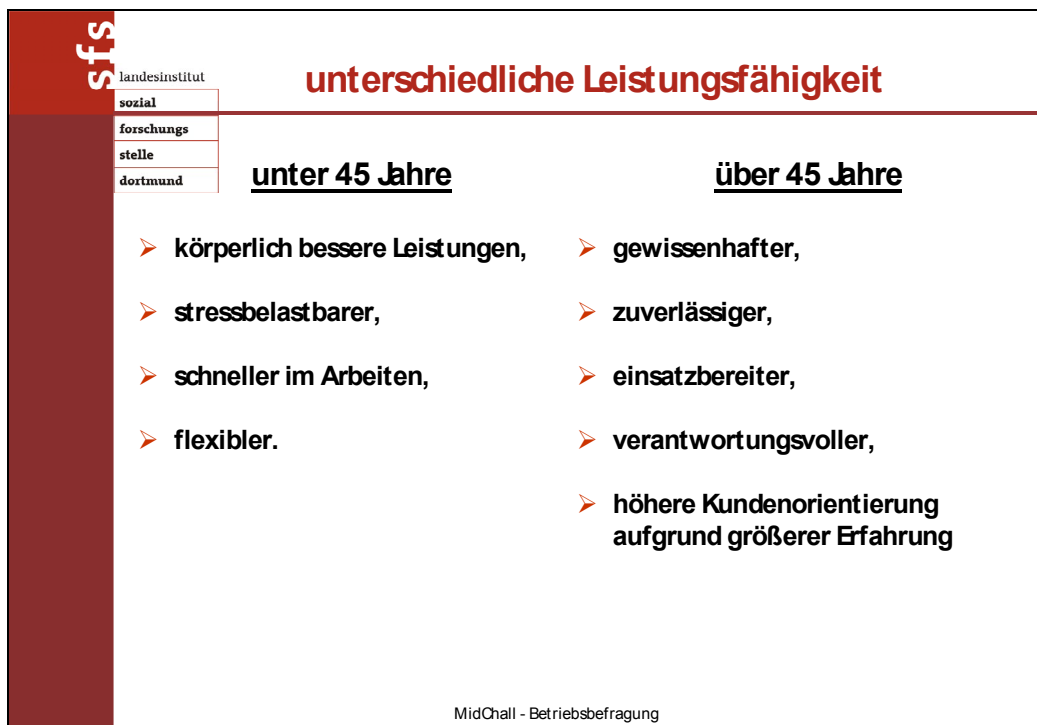 sfs
landesinstitut
sozial
forschungs
stelle
dortmund
unterschiedliche Leistungsfähigkeit
unter 45 Jahre
➢ körperlich bessere Leistungen,
➢ stressbelastbarer,
➢ schneller im Arbeiten,
➢ flexibler.
über 45 Jahre
➢ gewissenhafter,
➢ zuverlässiger,
➢ einsatzbereiter,
➢ verantwortungsvoller,
➢ höhere Kundenorientierung
aufgrund größerer Erfahrung
MidChall - Betriebsbefragung